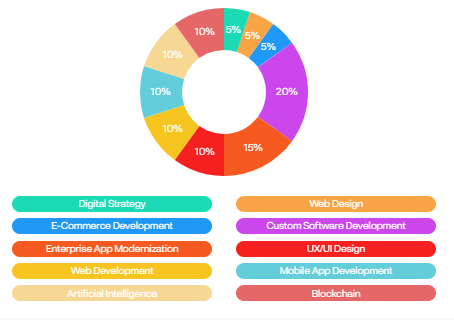 5%
5%
5%
20%
15%
10%
10%
10%
10%
10%
Digital Strategy
Web Design
E-Commerce Development
Custom Software Development
Enterprise App Modernization
UX/UI Design
Web Development
Mobile App Development
Artificial Intelligence
Blockchain